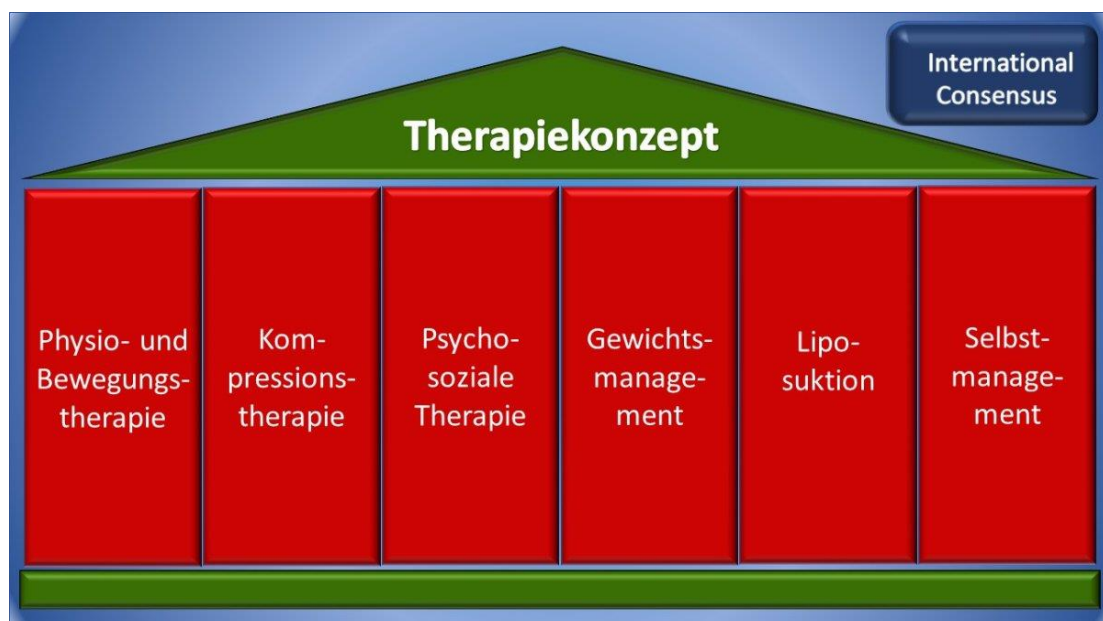 International
Consensus
Therapiekonzept
Physio- und
Bewegungs-
therapie
Kom-
pressions-
therapie
Psycho-
soziale
Therapie
Gewichts-
manage-
ment
Lipo-
suktion
Selbst-
manage-
ment